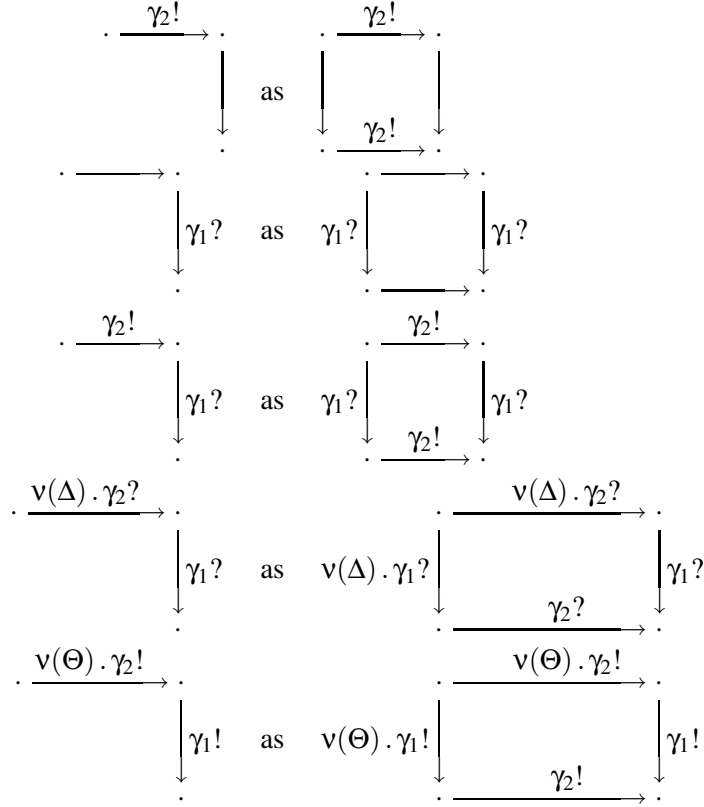 γ₂! γ₂!
as
γ₂!
γ₁? as γ₁? γ₁?
γ₂! γ₂!
γ₁? as γ₁? γ₁?
γ₂!
ν(Δ) . γ₂? ν(Δ) . γ₂?
γ₁? as ν(Δ) . γ₁? γ₁?
γ₂?
ν(Θ) . γ₂! ν(Θ) . γ₂!
γ₁! as ν(Θ) . γ₁! γ₁!
γ₂!